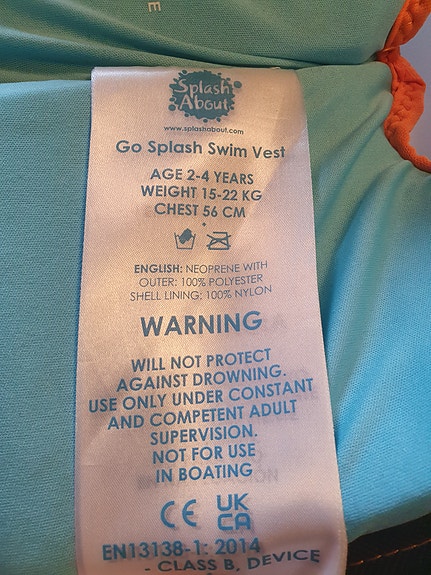 E
Splash
About
www.splashabout.com
Go Splash Swim Vest
AGE 2-4 YEARS
WEIGHT 15-22 KG
CHEST 56 CM
ENGLISH: NEOPRENE WITH
OUTER: 100% POLYESTER
SHELL LINING: 100% NYLON
WARNING
WILL NOT PROTECT
AGAINST DROWNING.
USE ONLY UNDER CONSTANT
AND COMPETENT ADULT
SUPERVISION.
NOT FOR USE
IN BOATING
CE UK
CA
EN13138-1: 2014
- CLASS B, DEVICE